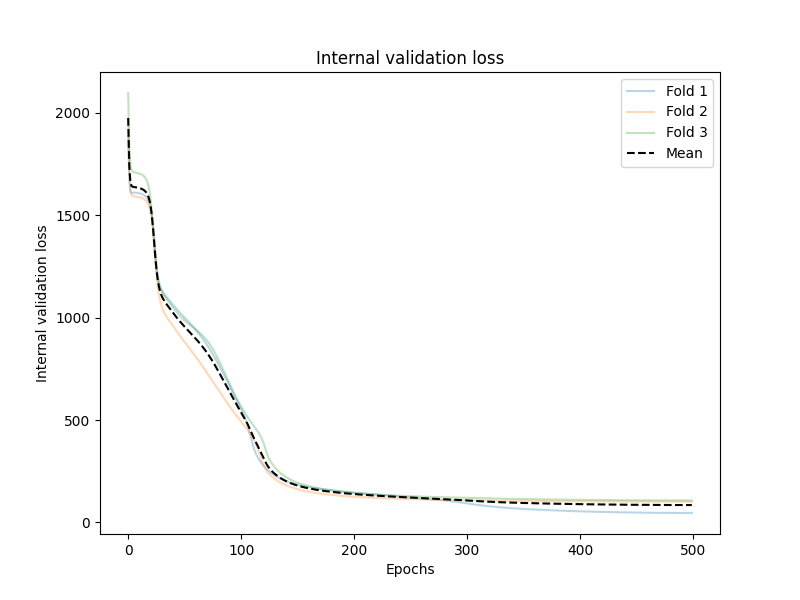 Internal validation loss
Fold 1
Fold 2
Fold 3
Mean
Internal validation loss
2000
1500
1000
500
0
0 100 200 300 400 500
Epochs